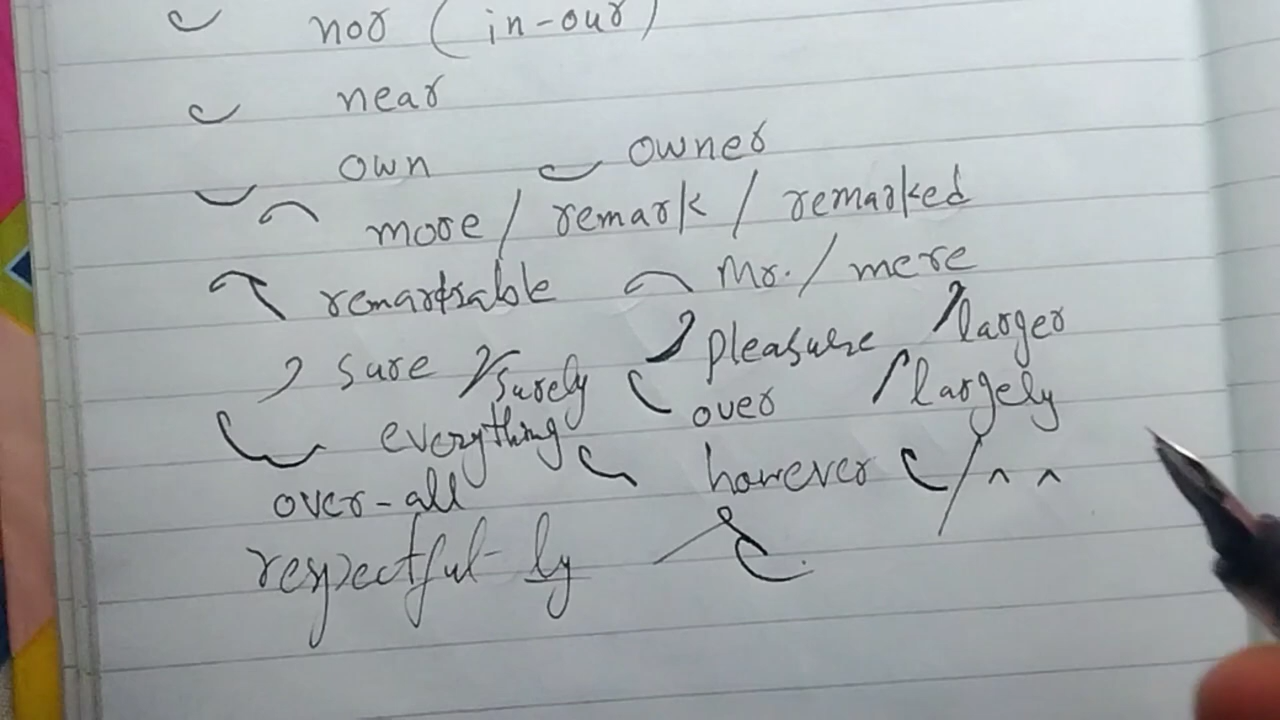 nor (in-our)
near
own owner
more / remark / remarked
remarkable Mr. / mere
sure surely pleasure larger
everything over largely
over-all however
respectful-ly